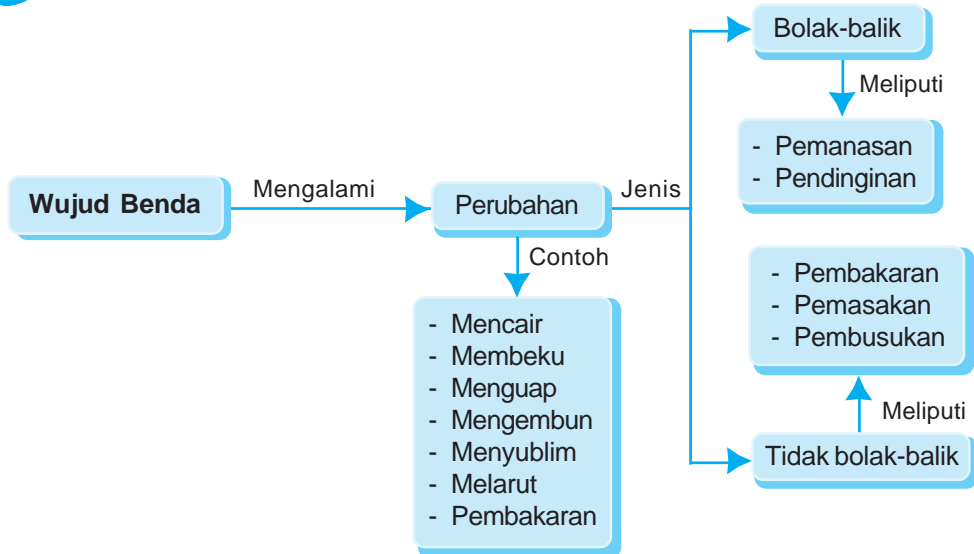 Wujud Benda
Mengalami
Perubahan
Contoh
- Mencair
- Membeku
- Menguap
- Mengembun
- Menyublim
- Melarut
- Pembakaran
Jenis
Bolak-balik
Meliputi
- Pemanasan
- Pendinginan
- Pembakaran
- Pemasakan
- Pembusukan
Meliputi
Tidak bolak-balik